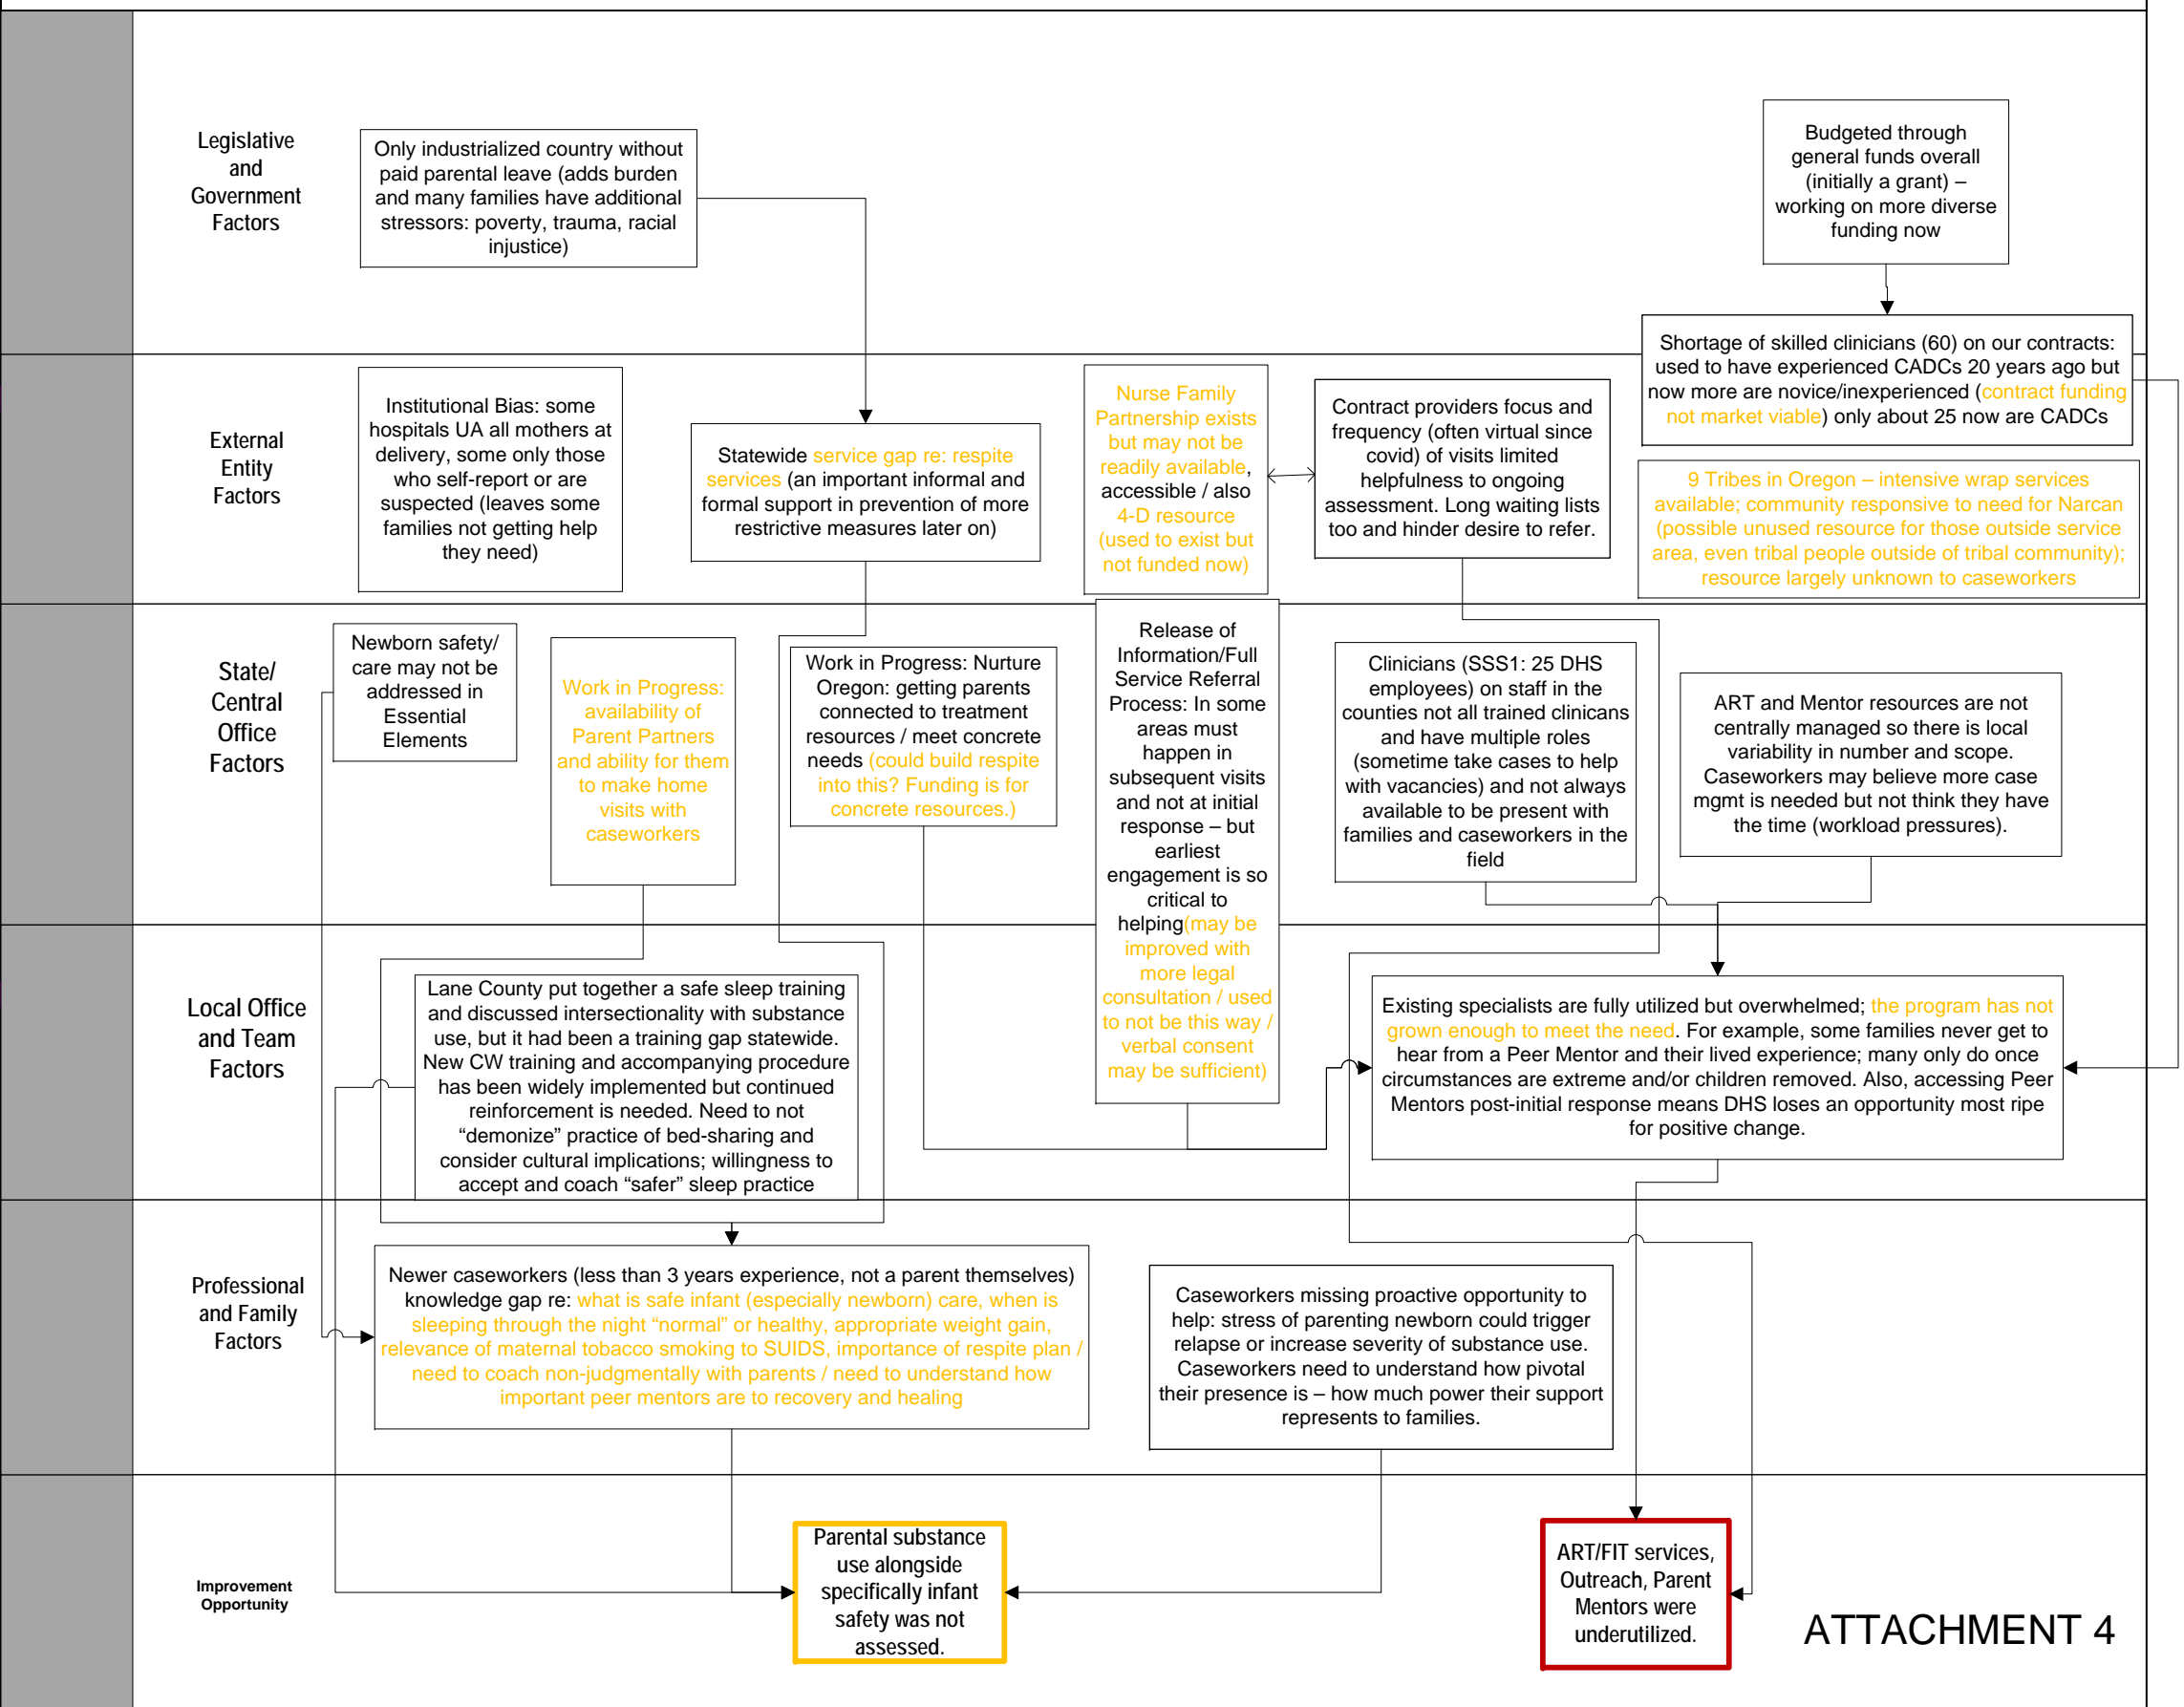 Legislative
and
Government
Factors
Only industrialized country without
paid parental leave (adds burden
and many families have additional
stressors: poverty, trauma, racial
injustice)
Budgeted through
general funds overall
(initially a grant) –
working on more diverse
funding now
Shortage of skilled clinicians (60) on our contracts:
used to have experienced CADCs 20 years ago but
now more are novice/inexperienced (contract funding
not market viable) only about 25 now are CADCs
External
Entity
Factors
Institutional Bias: some
hospitals UA all mothers at
delivery, some only those
who self-report or are
suspected (leaves some
families not getting help
they need)
Statewide service gap re: respite
services (an important informal and
formal support in prevention of more
restrictive measures later on)
Nurse Family
Partnership exists
but may not be
readily available,
accessible / also
4-D resource
(used to exist but
not funded now)
Contract providers focus and
frequency (often virtual since
covid) of visits limited
helpfulness to ongoing
assessment. Long waiting lists
too and hinder desire to refer.
9 Tribes in Oregon – intensive wrap services
available; community responsive to need for Narcan
(possible unused resource for those outside service
area, even tribal people outside of tribal community);
resource largely unknown to caseworkers
State/
Central
Office
Factors
Newborn safety/
care may not be
addressed in
Essential
Elements
Work in Progress:
availability of
Parent Partners
and ability for them
to make home
visits with
caseworkers
Work in Progress: Nurture
Oregon: getting parents
connected to treatment
resources / meet concrete
needs (could build respite
into this? Funding is for
concrete resources.)
Release of
Information/Full
Service Referral
Process: In some
areas must
happen in
subsequent visits
and not at initial
response – but
earliest
engagement is so
critical to
helping(may be
improved with
more legal
consultation / used
to not be this way /
verbal consent
may be sufficient)
Clinicians (SSS1: 25 DHS
employees) on staff in the
counties not all trained clinicans
and have multiple roles
(sometime take cases to help
with vacancies) and not always
available to be present with
families and caseworkers in the
field
ART and Mentor resources are not
centrally managed so there is local
variability in number and scope.
Caseworkers may believe more case
mgmt is needed but not think they have
the time (workload pressures).
Local Office
and Team
Factors
Lane County put together a safe sleep training
and discussed intersectionality with substance
use, but it had been a training gap statewide.
New CW training and accompanying procedure
has been widely implemented but continued
reinforcement is needed. Need to not
“demonize” practice of bed-sharing and
consider cultural implications; willingness to
accept and coach “safer” sleep practice
Existing specialists are fully utilized but overwhelmed; the program has not
grown enough to meet the need. For example, some families never get to
hear from a Peer Mentor and their lived experience; many only do once
circumstances are extreme and/or children removed. Also, accessing Peer
Mentors post-initial response means DHS loses an opportunity most ripe
for positive change.
Professional
and Family
Factors
Newer caseworkers (less than 3 years experience, not a parent themselves)
knowledge gap re: what is safe infant (especially newborn) care, when is
sleeping through the night “normal” or healthy, appropriate weight gain,
relevance of maternal tobacco smoking to SUIDS, importance of respite plan /
need to coach non-judgmentally with parents / need to understand how
important peer mentors are to recovery and healing
Caseworkers missing proactive opportunity to
help: stress of parenting newborn could trigger
relapse or increase severity of substance use.
Caseworkers need to understand how pivotal
their presence is – how much power their support
represents to families.
Improvement
Opportunity
Parental substance
use alongside
specifically infant
safety was not
assessed.
ART/FIT services,
Outreach, Parent
Mentors were
underutilized.
ATTACHMENT 4